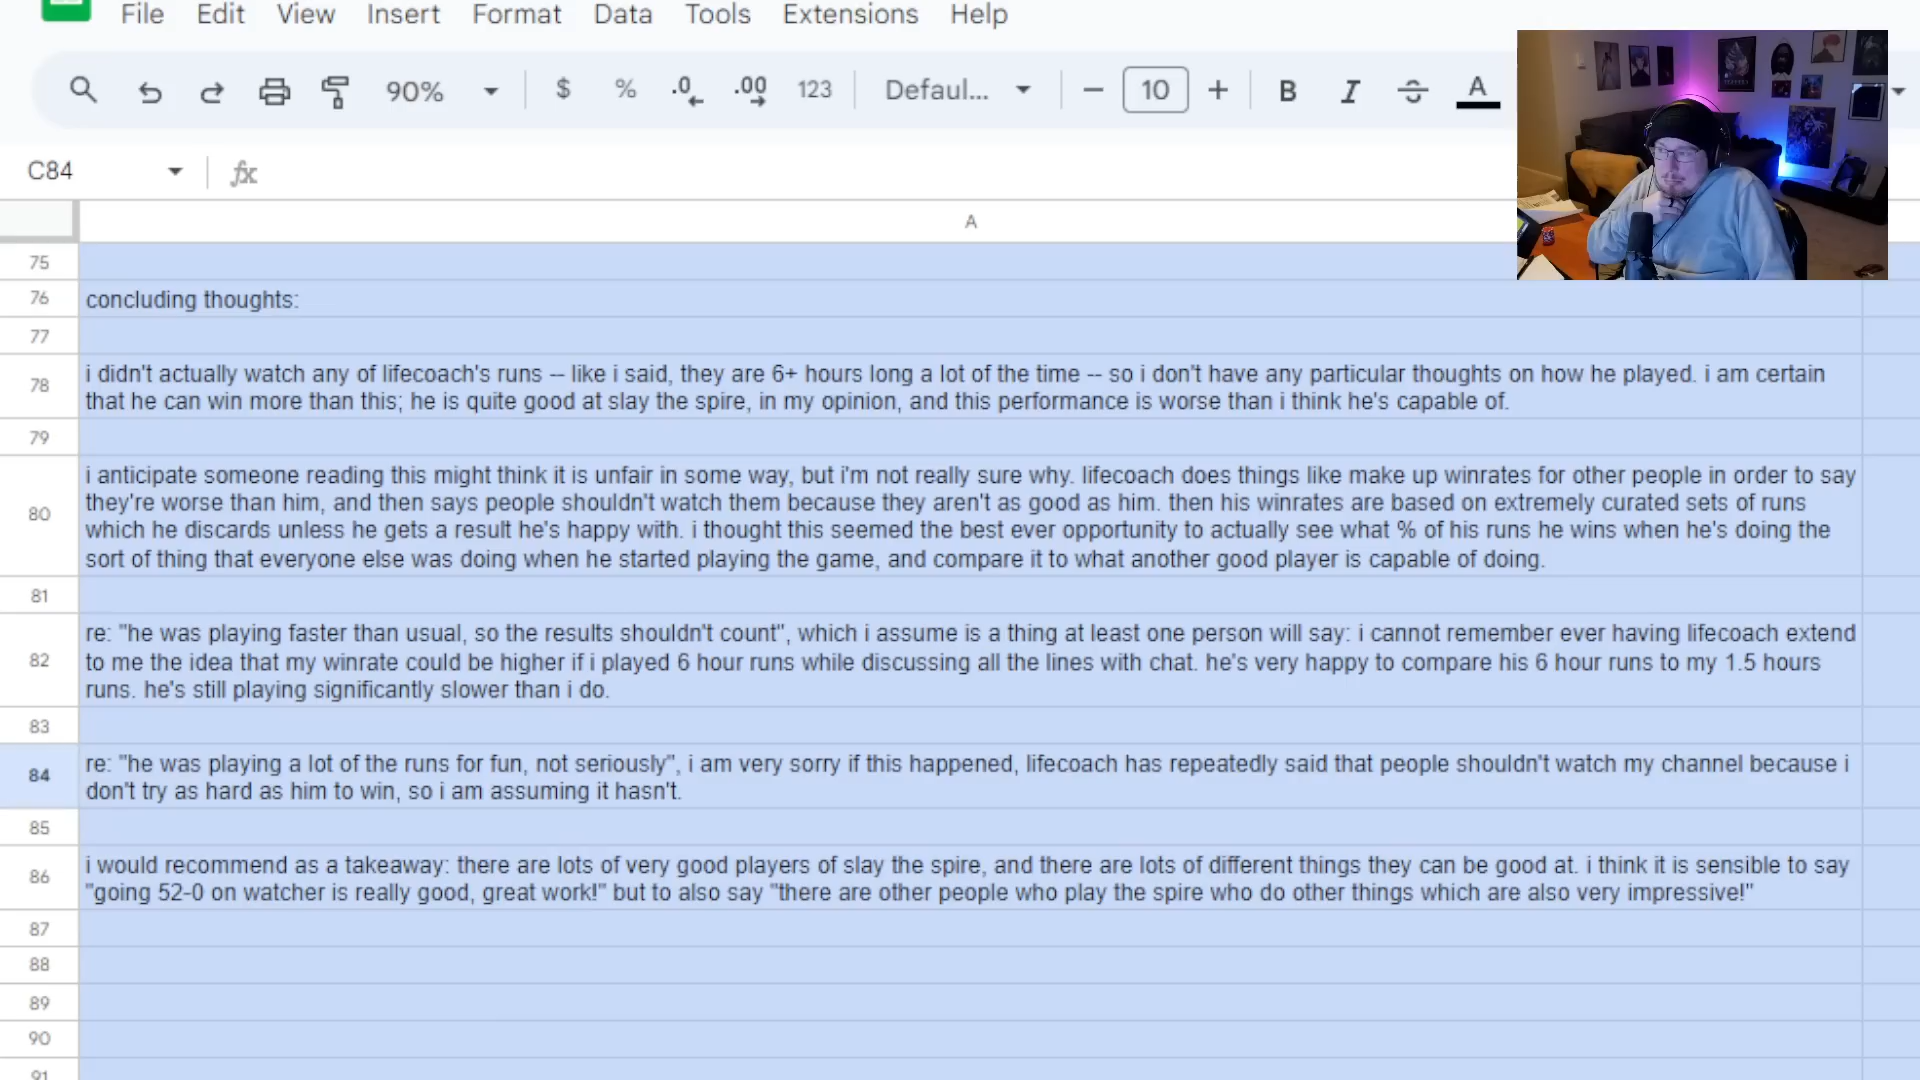 File Edit View Insert Format Data Tools Extensions Help
90% $ % .0 .00 123 Defaul... 10 B I A
C84 fx
A
75
76 concluding thoughts:
77
78 i didn't actually watch any of lifecoach's runs -- like i said, they are 6+ hours long a lot of the time -- so i don't have any particular thoughts on how he played. i am certain
that he can win more than this; he is quite good at slay the spire, in my opinion, and this performance is worse than i think he's capable of.
79
80 i anticipate someone reading this might think it is unfair in some way, but i'm not really sure why. lifecoach does things like make up winrates for other people in order to say
they're worse than him, and then says people shouldn't watch them because they aren't as good as him. then his winrates are based on extremely curated sets of runs
which he discards unless he gets a result he's happy with. i thought this seemed the best ever opportunity to actually see what % of his runs he wins when he's doing the
sort of thing that everyone else was doing when he started playing the game, and compare it to what another good player is capable of doing.
81
82 re: "he was playing faster than usual, so the results shouldn't count", which i assume is a thing at least one person will say: i cannot remember ever having lifecoach extend
to me the idea that my winrate could be higher if i played 6 hour runs while discussing all the lines with chat. he's very happy to compare his 6 hour runs to my 1.5 hours
runs. he's still playing significantly slower than i do.
83
84 re: "he was playing a lot of the runs for fun, not seriously", i am very sorry if this happened, lifecoach has repeatedly said that people shouldn't watch my channel because i
don't try as hard as him to win, so i am assuming it hasn't.
85
86 i would recommend as a takeaway: there are lots of very good players of slay the spire, and there are lots of different things they can be good at. i think it is sensible to say
"going 52-0 on watcher is really good, great work!" but to also say "there are other people who play the spire who do other things which are also very impressive!"
87
88
89
90
91